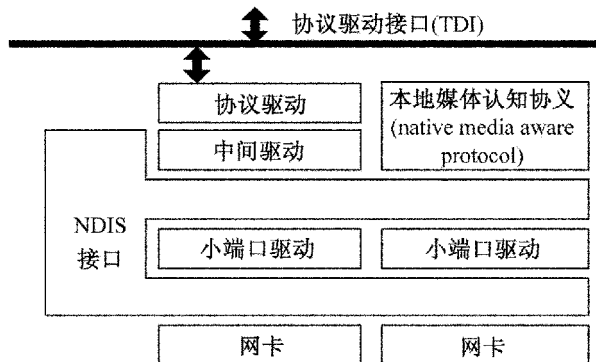 协议驱动接口(TDI)
协议驱动
本地媒体认知协义
(native media aware
protocol)
中间驱动
NDIS
接口
小端口驱动
小端口驱动
网卡
网卡